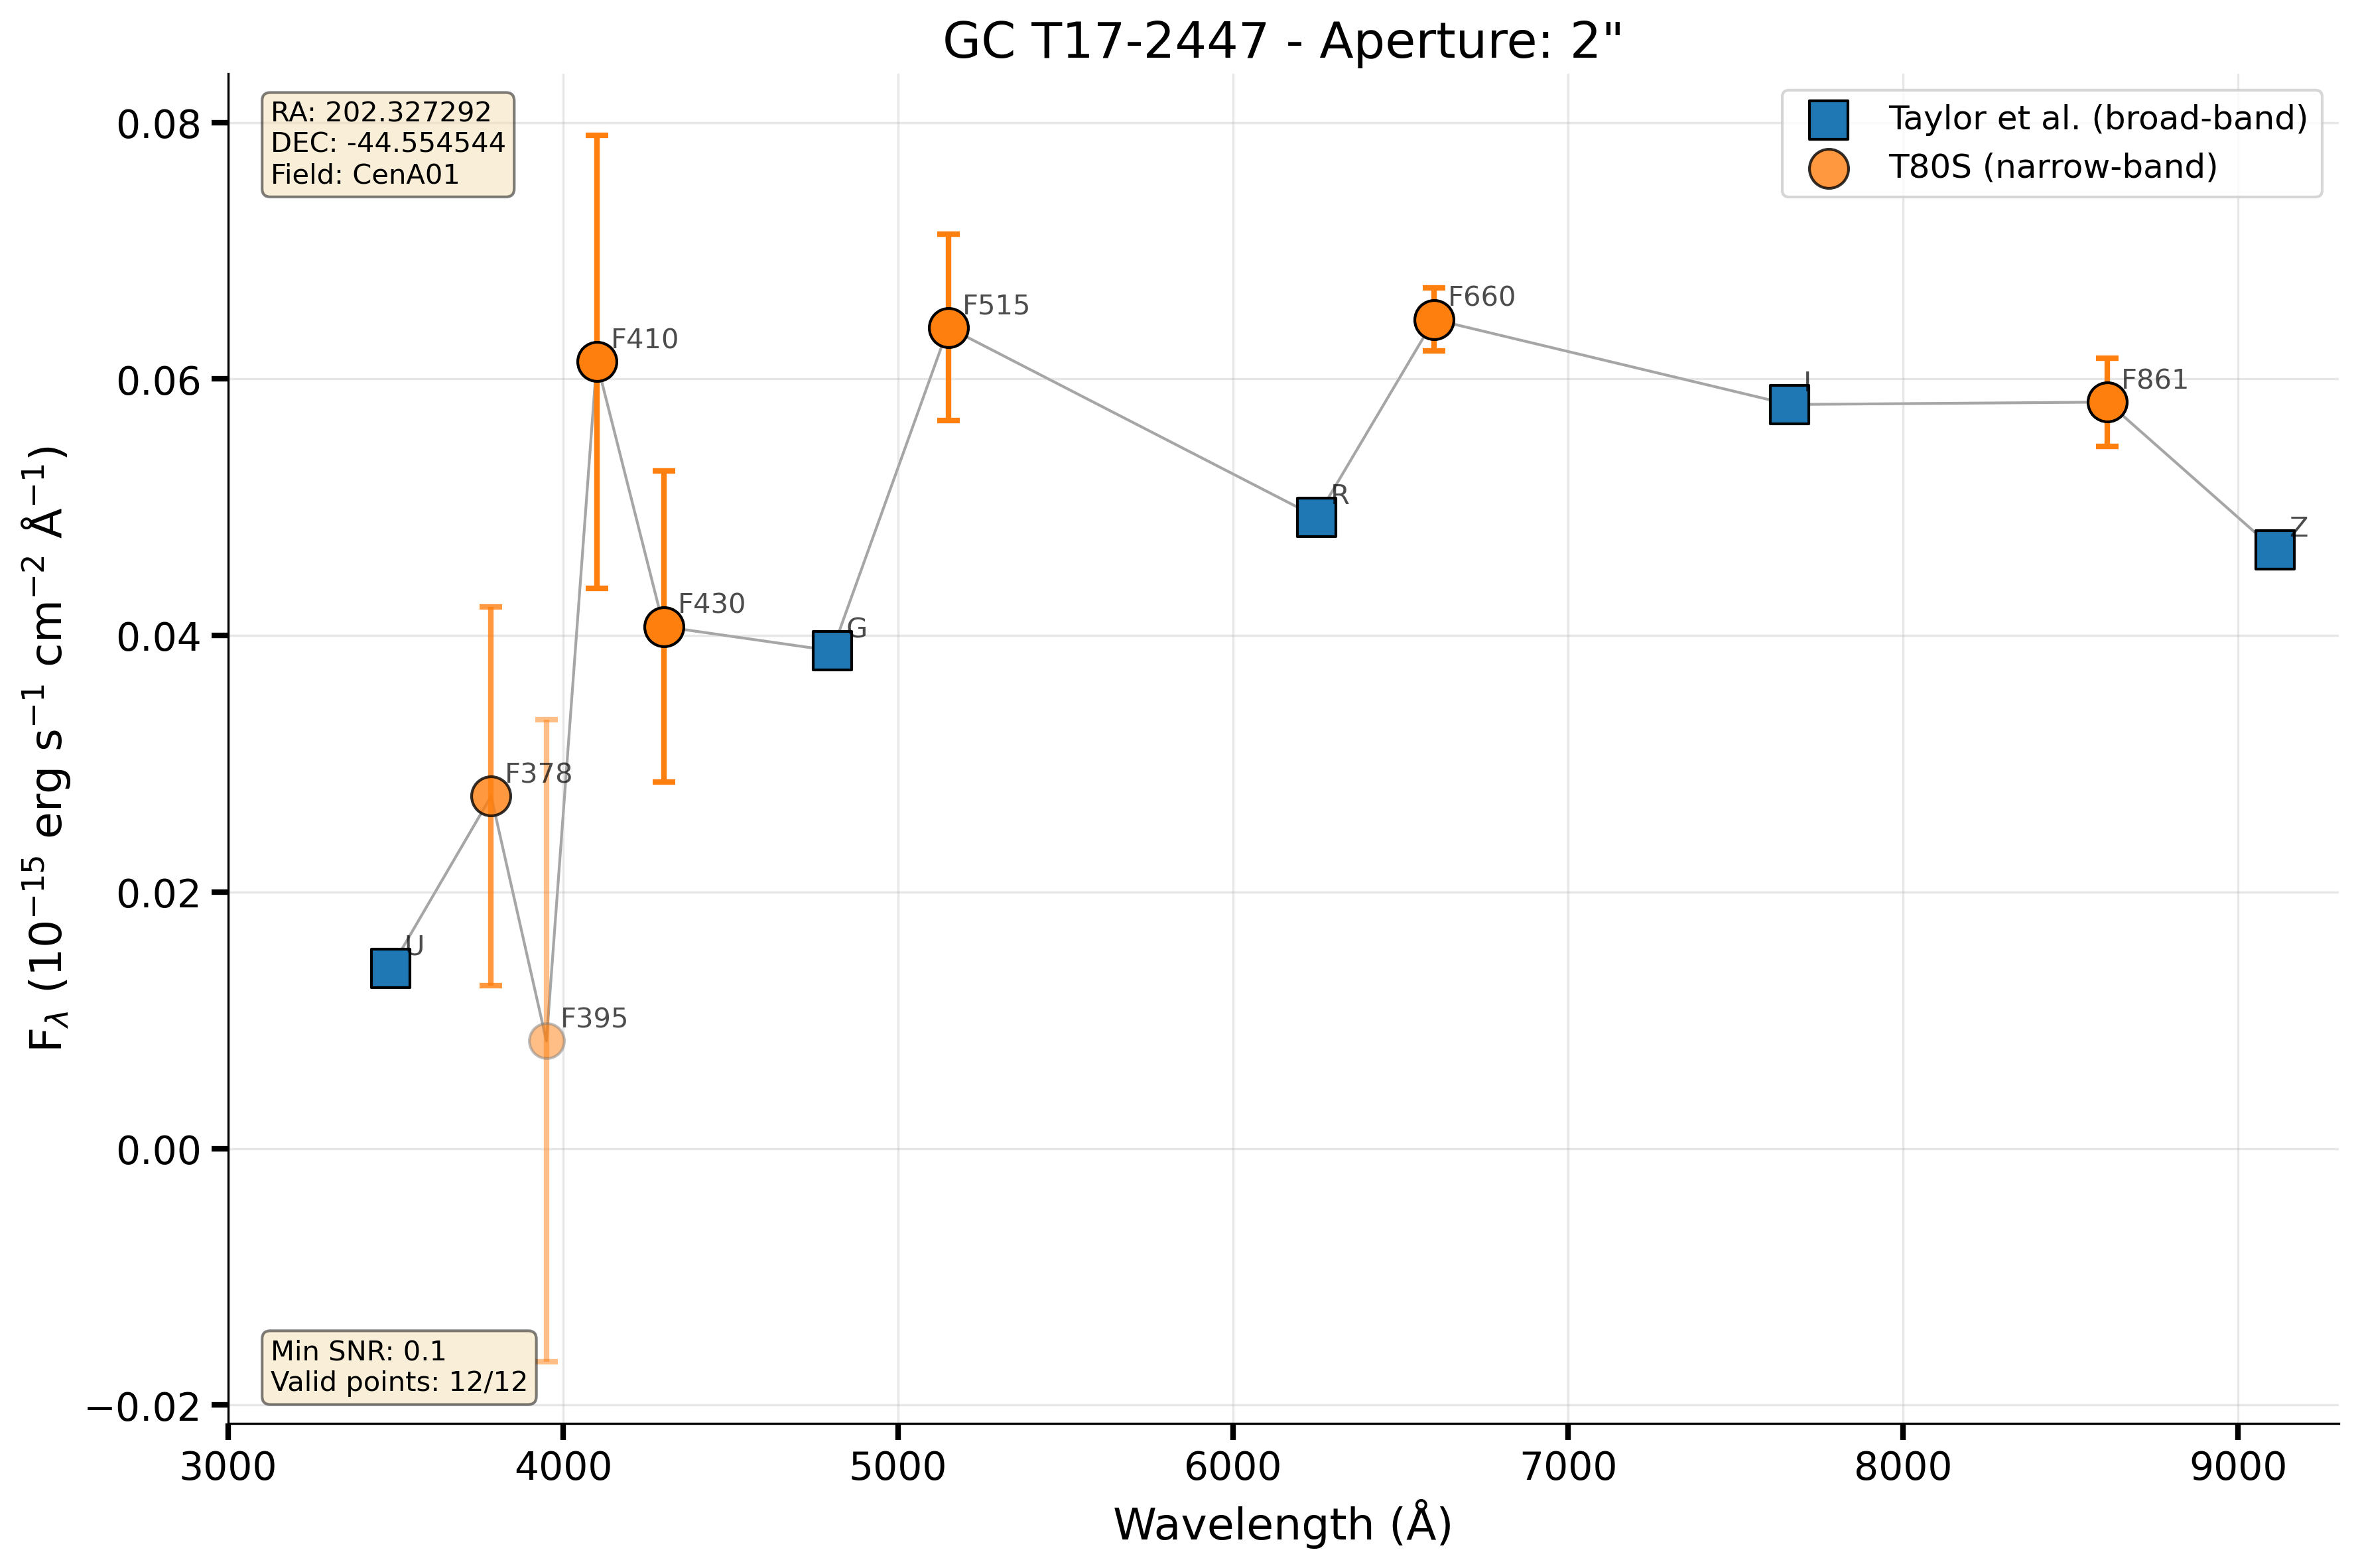 GC T17-2447 - Aperture: 2"
RA: 202.327292
DEC: -44.554544
Field: CenA01
Taylor et al. (broad-band)
T80S (narrow-band)
0.08
0.06
0.04
0.02
0.00
−0.02
F$_{λ}$ (10$^{−15}$ erg s$^{−1}$ cm$^{−2}$ Å$^{−1}$)
U
F378
F395
F410
F430
G
F515
R
F660
I
F861
Z
Min SNR: 0.1
Valid points: 12/12
3000 4000 5000 6000 7000 8000 9000
Wavelength (Å)